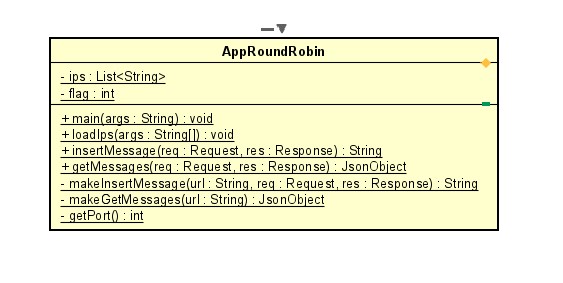 AppRoundRobin
- ips : List<String>
- flag : int
+ main(args : String) : void
+ loadIps(args : String[]) : void
+ insertMessage(req : Request, res : Response) : String
+ getMessages(req : Request, res : Response) : JsonObject
- makeInsertMessage(url : String, req : Request, res : Response) : String
- makeGetMessages(url : String) : JsonObject
- getPort() : int